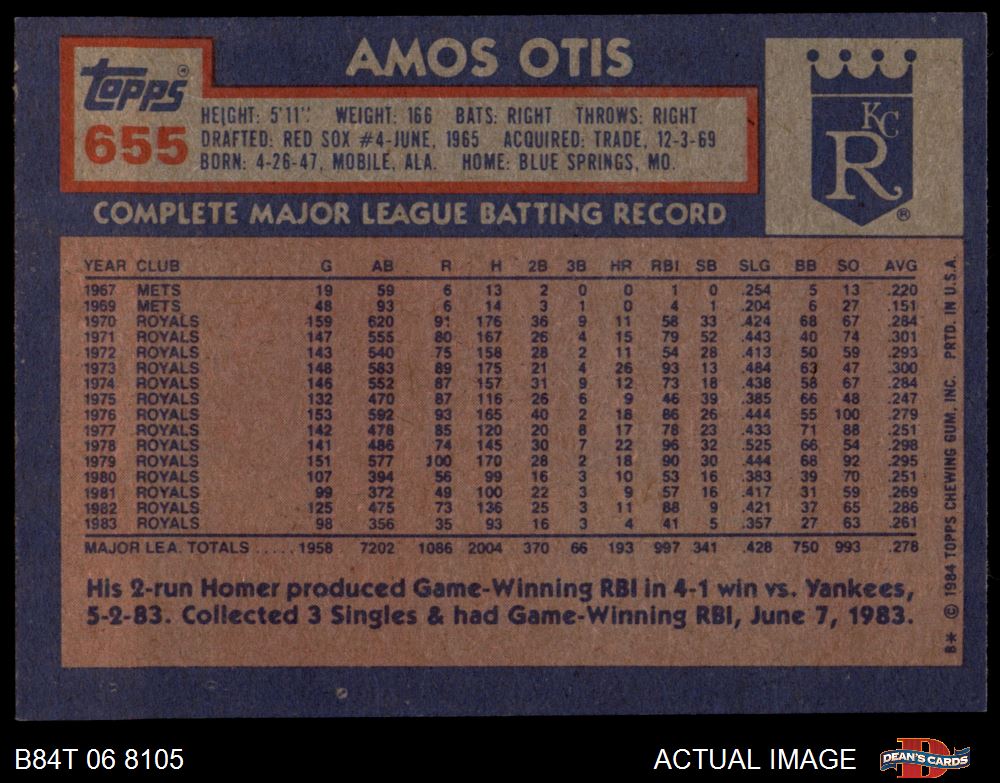 AMOS OTIS
Topps®
655
HEIGHT: 5'11" WEIGHT: 166 BATS: RIGHT THROWS: RIGHT
DRAFTED: RED SOX #4-JUNE, 1965 ACQUIRED: TRADE, 12-3-69
BORN: 4-26-47, MOBILE, ALA. HOME: BLUE SPRINGS, MO.
KC
R
®
COMPLETE MAJOR LEAGUE BATTING RECORD
YEAR CLUB G AB R H 2B 3B HR RBI SB SLG BB SO AVG
1967 METS 19 59 6 13 2 0 0 1 0 .254 5 13 .220
1969 METS 48 93 6 14 3 1 0 4 1 .204 6 27 .151
1970 ROYALS 159 620 91 176 36 9 11 58 33 .424 68 67 .284
1971 ROYALS 147 555 80 167 26 4 15 79 52 .443 40 74 .301
1972 ROYALS 143 540 75 158 28 2 11 54 28 .413 50 59 .293
1973 ROYALS 148 583 89 175 21 4 26 93 13 .484 63 47 .300
1974 ROYALS 146 552 87 157 31 9 12 73 18 .438 58 67 .284
1975 ROYALS 132 470 87 116 26 6 9 46 39 .385 66 48 .247
1976 ROYALS 153 592 93 165 40 2 18 86 26 .444 55 100 .279
1977 ROYALS 142 478 85 120 20 8 17 78 23 .433 71 88 .251
1978 ROYALS 141 486 74 145 30 7 22 96 32 .525 66 54 .298
1979 ROYALS 151 577 100 170 28 2 18 90 30 .444 68 92 .295
1980 ROYALS 107 394 56 99 16 3 10 53 16 .383 39 70 .251
1981 ROYALS 99 372 49 100 22 3 9 57 16 .417 31 59 .269
1982 ROYALS 125 475 73 136 25 3 11 88 9 .421 37 65 .286
1983 ROYALS 98 356 35 93 16 3 4 41 5 .357 27 63 .261
MAJOR LEA. TOTALS ..... 1958 7202 1086 2004 370 66 193 997 341 .428 750 993 .278
His 2-run Homer produced Game-Winning RBI in 4-1 win vs. Yankees,
5-2-83. Collected 3 Singles & had Game-Winning RBI, June 7, 1983.
B* © 1984 TOPPS CHEWING GUM, INC. PRTD. IN U.S.A.
B84T 06 8105
ACTUAL IMAGE
DEAN'S CARDS